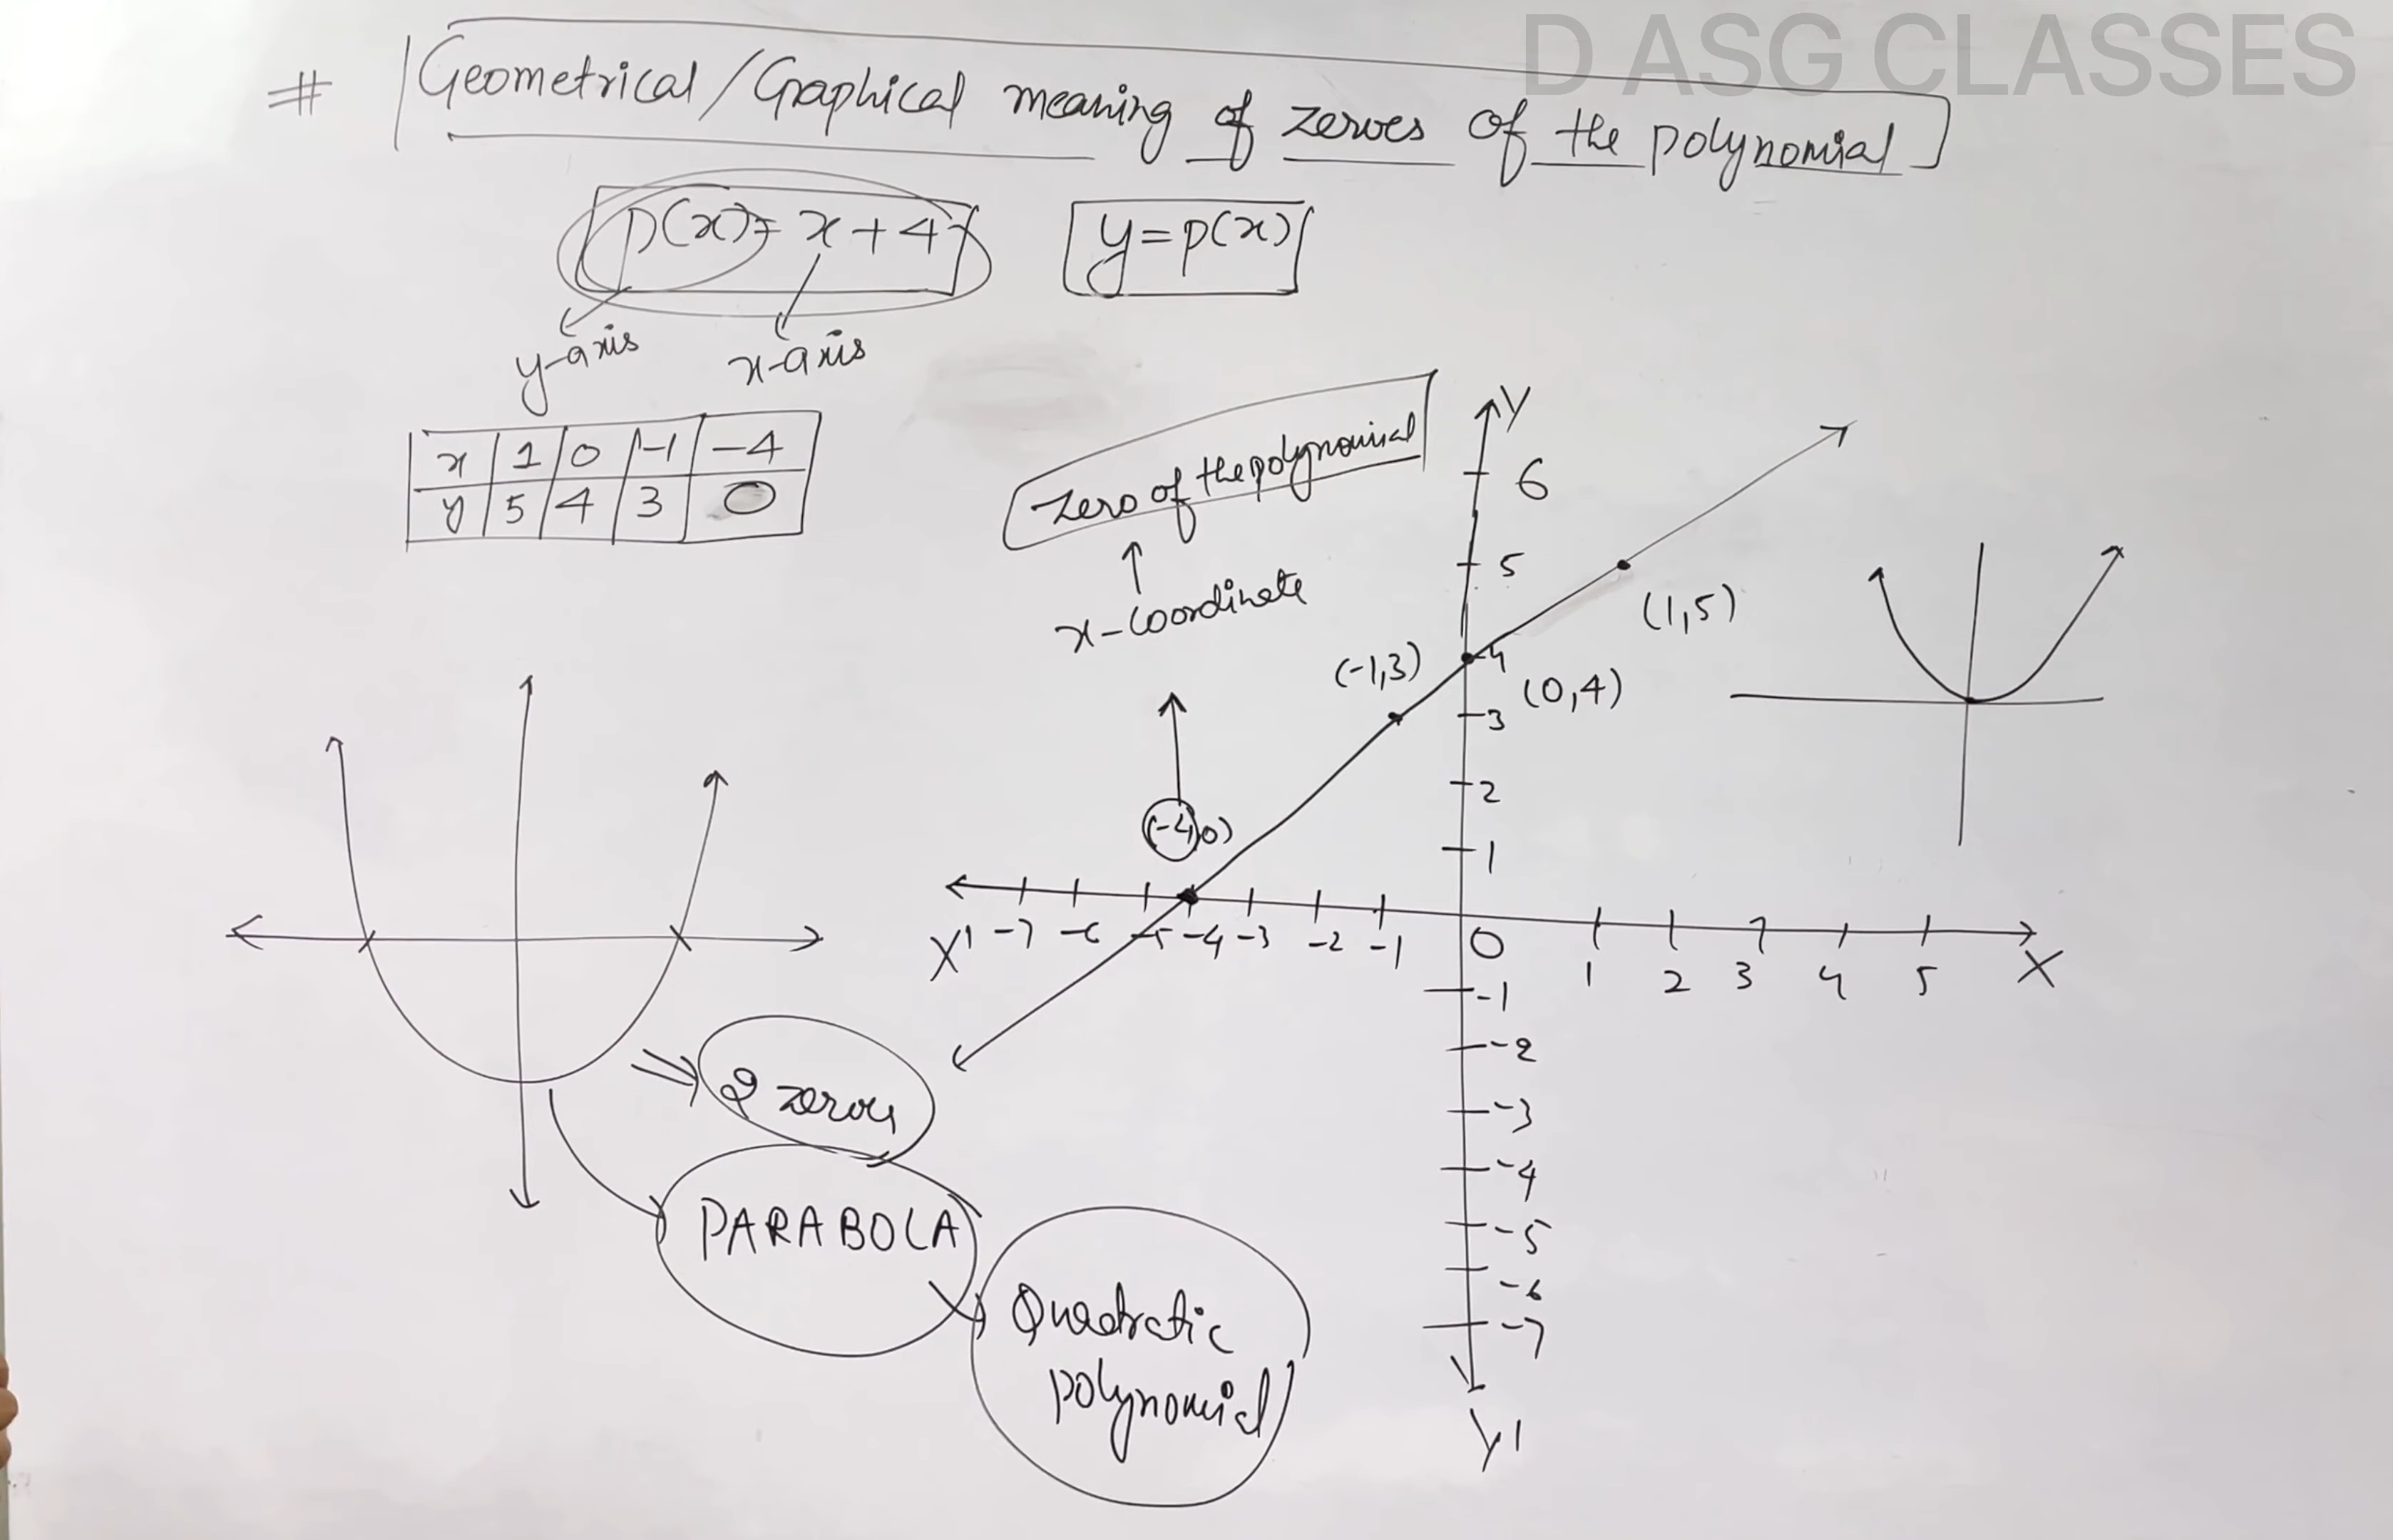 D ASG CLASSES
# Geometrical/Graphical meaning of zeroes of the polynomial
p(x) = x + 4 y = p(x)
y-axis x-axis
x 1 0 -1 -4
y 5 4 3 0
Zero of the polynomial
x-coordinate
Y
6
5
(1,5)
4
(0,4)
(-1,3)
3
2
1
(-4,0)
X' -7 -6 -5 -4 -3 -2 -1 0 1 2 3 4 5 X
-1
-2
-3
-4
-5
-6
-7
Y'
⇒ 2 zeroes
PARABOLA
Quadratic
polynomial